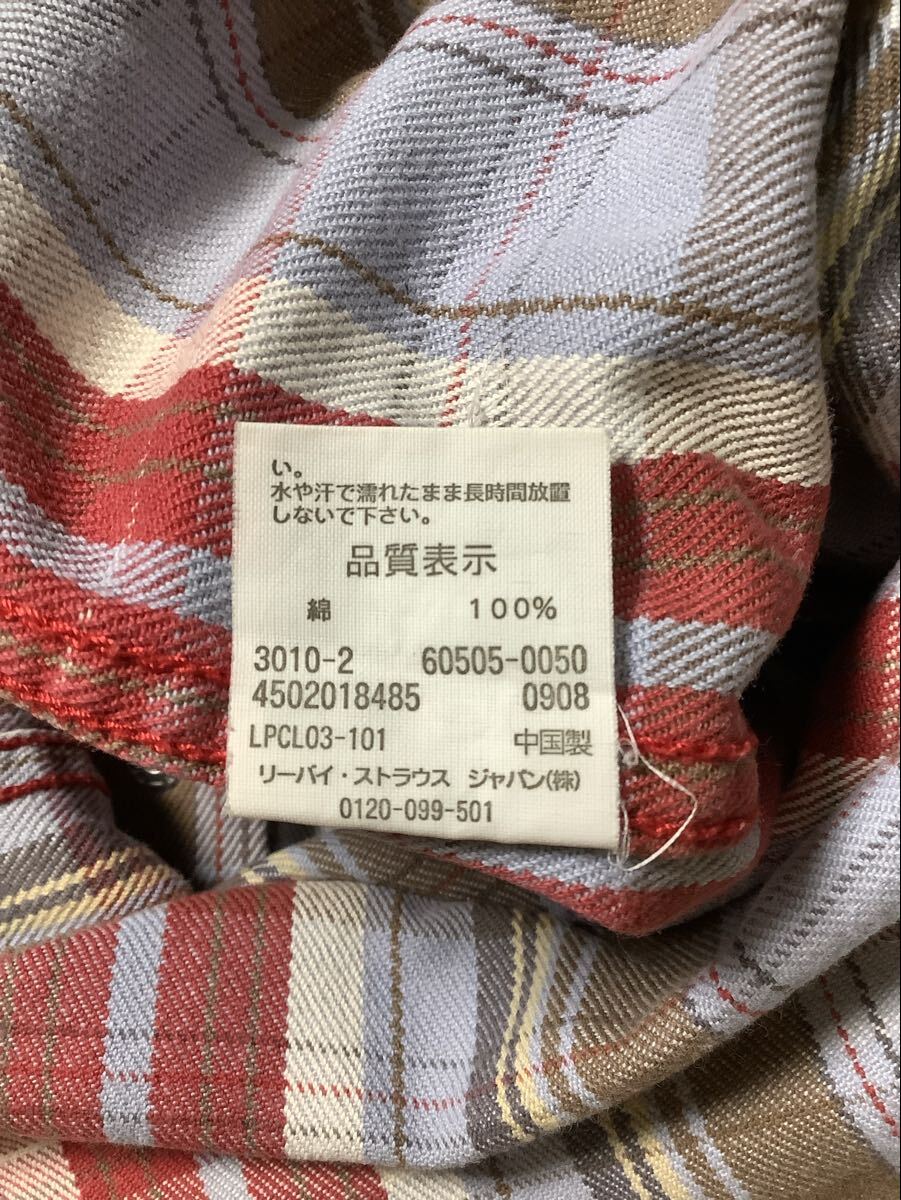 い。
水や汗で濡れたまま長時間放置
しないで下さい。
品質表示
綿 100%
3010-2 60505-0050
4502018485 0908
LPCL03-101 中国製
リーバイ・ストラウス ジャパン(株)
0120-099-501